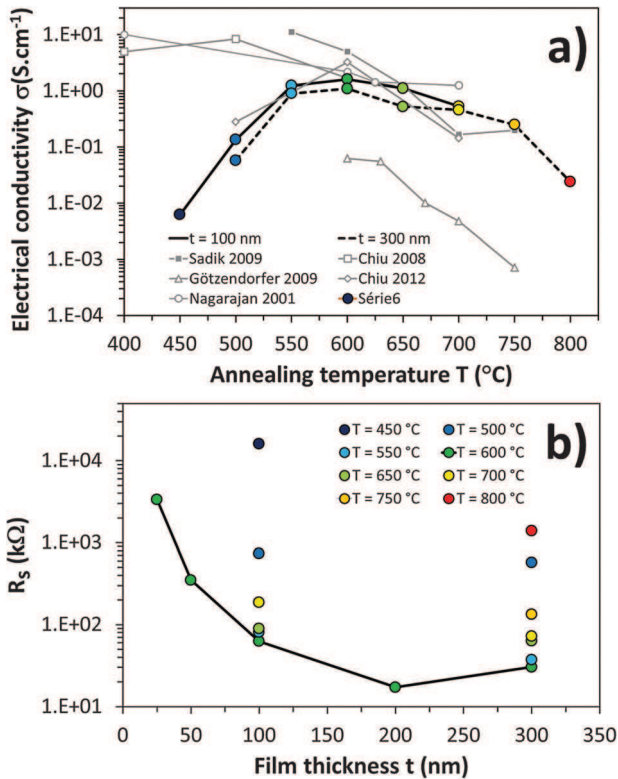 a)
Electrical conductivity σ(S.cm⁻¹)
1.E+01
1.E+00
1.E-01
1.E-02
1.E-03
1.E-04
t = 100 nm
t = 300 nm
Sadik 2009
Chiu 2008
Götzendorfer 2009
Chiu 2012
Nagarajan 2001
Série6
400 450 500 550 600 650 700 750 800
Annealing temperature T (°C)
b)
Rs (kΩ)
1.E+04
1.E+03
1.E+02
1.E+01
T = 450 °C
T = 500 °C
T = 550 °C
T = 600 °C
T = 650 °C
T = 700 °C
T = 750 °C
T = 800 °C
0 50 100 150 200 250 300 350
Film thickness t (nm)